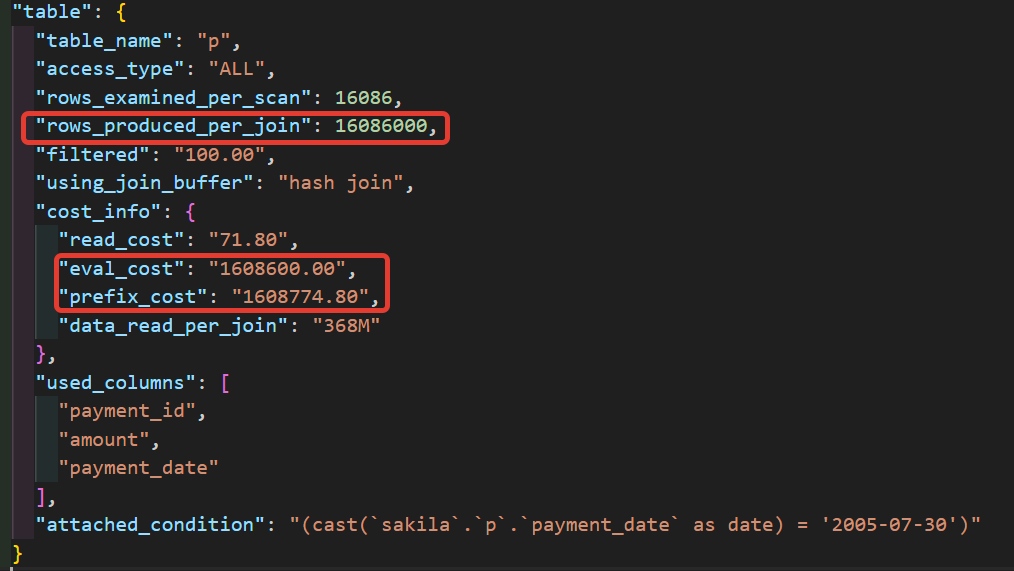 "table": {
"table_name": "p",
"access_type": "ALL",
"rows_examined_per_scan": 16086,
"rows_produced_per_join": 16086000,
"filtered": "100.00",
"using_join_buffer": "hash join",
"cost_info": {
"read_cost": "71.80",
"eval_cost": "1608600.00",
"prefix_cost": "1608774.80",
"data_read_per_join": "368M"
},
"used_columns": [
"payment_id",
"amount",
"payment_date"
],
"attached_condition": "(cast(`sakila`.`p`.`payment_date` as date) = '2005-07-30')"
}